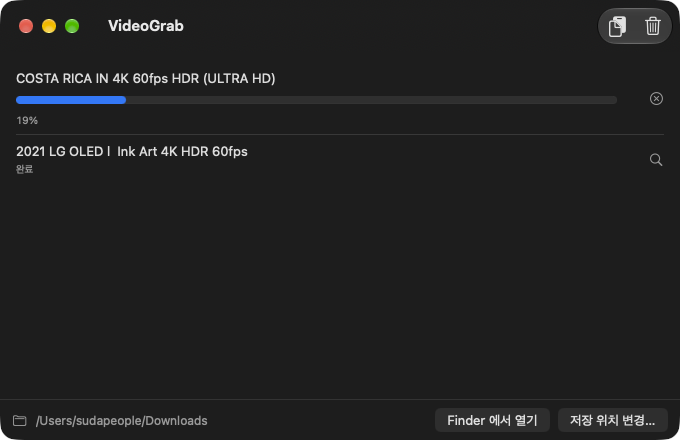 VideoGrab
COSTA RICA IN 4K 60fps HDR (ULTRA HD)
19%
2021 LG OLED l  Ink Art 4K HDR 60fps
완료
/Users/sudapeople/Downloads
Finder 에서 열기
저장 위치 변경...